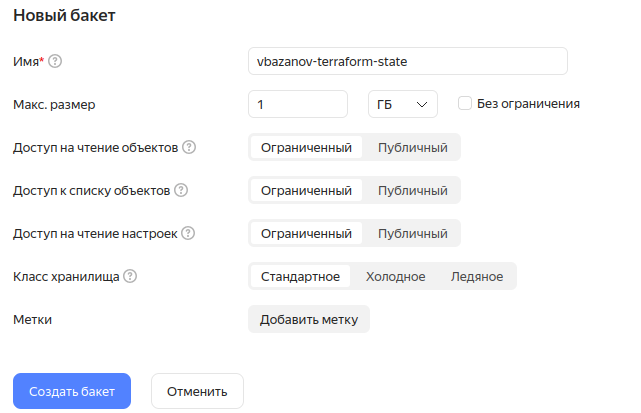 Новый бакет
Имя* ? vbazanov-terraform-state
Макс. размер 1 ГБ Без ограничения
Доступ на чтение объектов ? Ограниченный Публичный
Доступ к списку объектов ? Ограниченный Публичный
Доступ на чтение настроек ? Ограниченный Публичный
Класс хранилища ? Стандартное Холодное Ледяное
Метки Добавить метку
Создать бакет Отменить